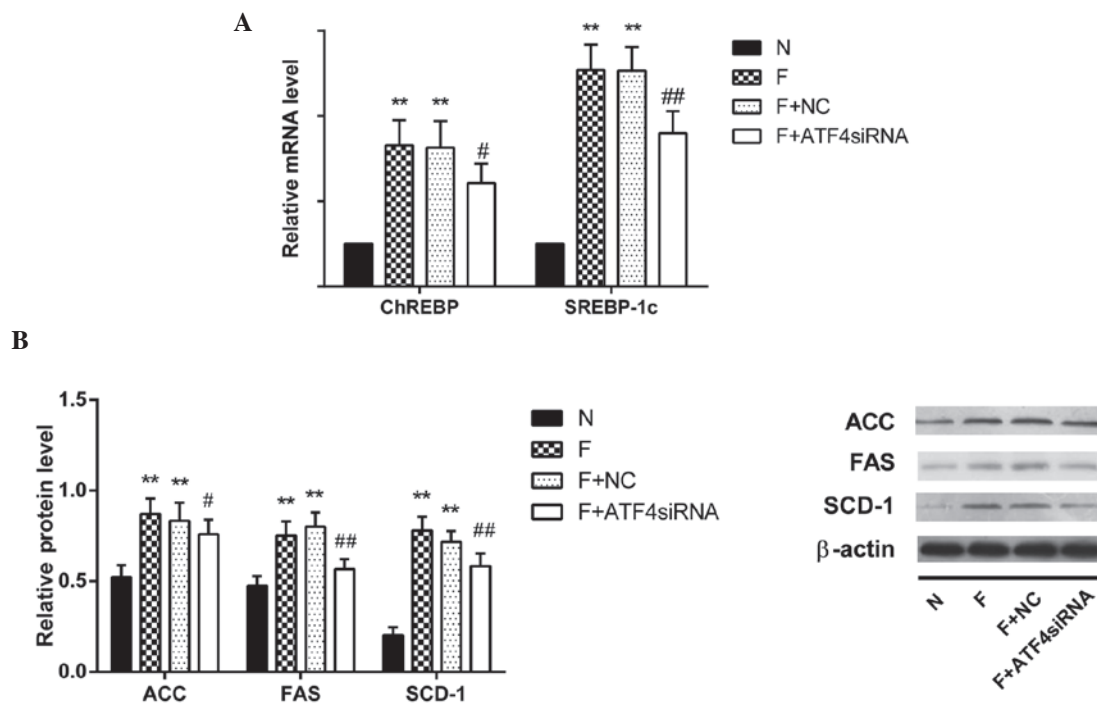 A
Relative mRNA level
** ** #
** ** ##
ChREBP SREBP-1c
N
F
F+NC
F+ATF4siRNA
B
Relative protein level
1.5
1.0
0.5
0.0
** ** #
** ** ##
** ** ##
ACC FAS SCD-1
N
F
F+NC
F+ATF4siRNA
ACC
FAS
SCD-1
β-actin
N F F+NC F+ATF4siRNA